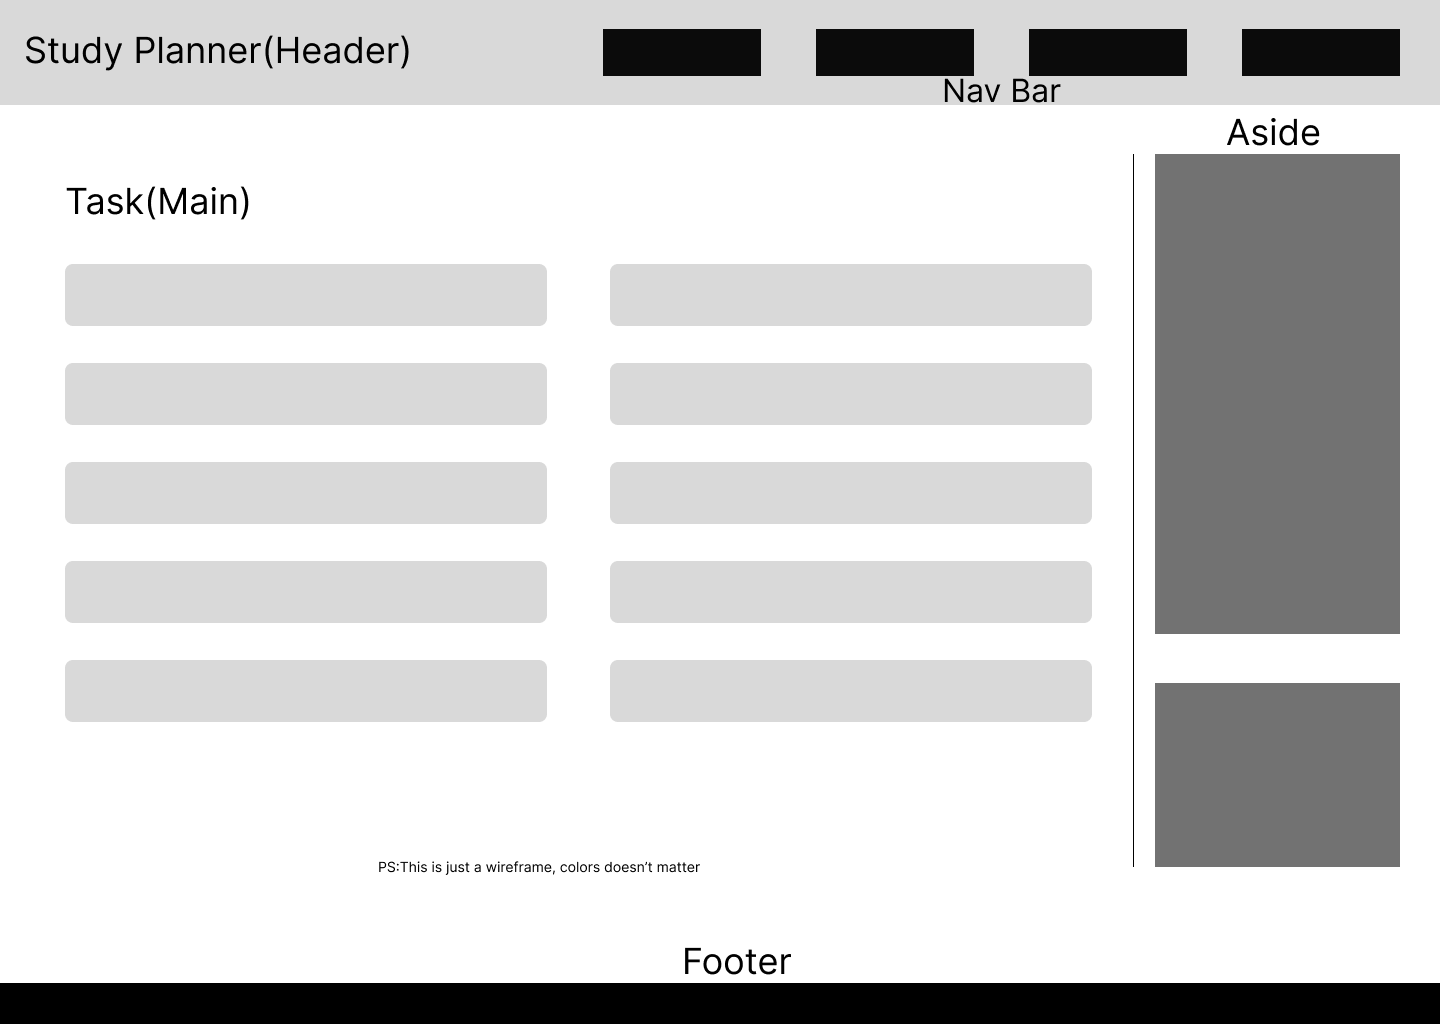 Study Planner(Header)
Nav Bar
Aside
Task(Main)
PS:This is just a wireframe, colors doesn’t matter
Footer